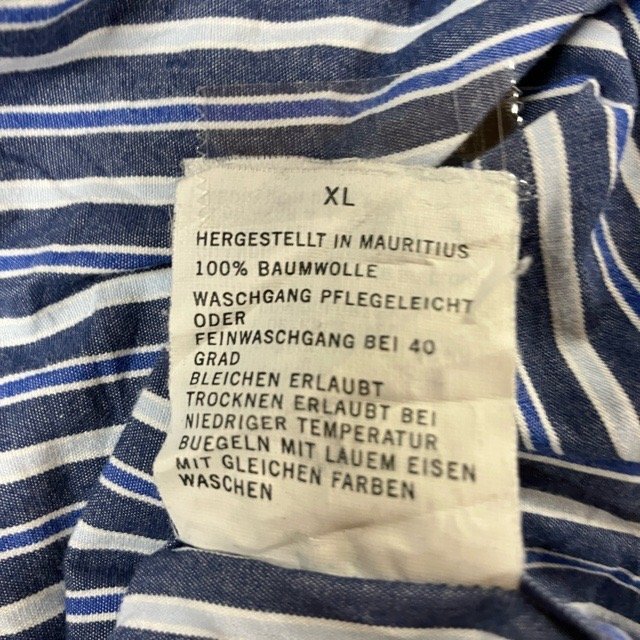 XL
HERGESTELLT IN MAURITIUS
100% BAUMWOLLE
WASCHGANG PFLEGELEICHT
ODER
FEINWASCHGANG BEI 40
GRAD
BLEICHEN ERLAUBT
TROCKNEN ERLAUBT BEI
NIEDRIGER TEMPERATUR
BUEGELN MIT LAUEM EISEN
MIT GLEICHEN FARBEN
WASCHEN